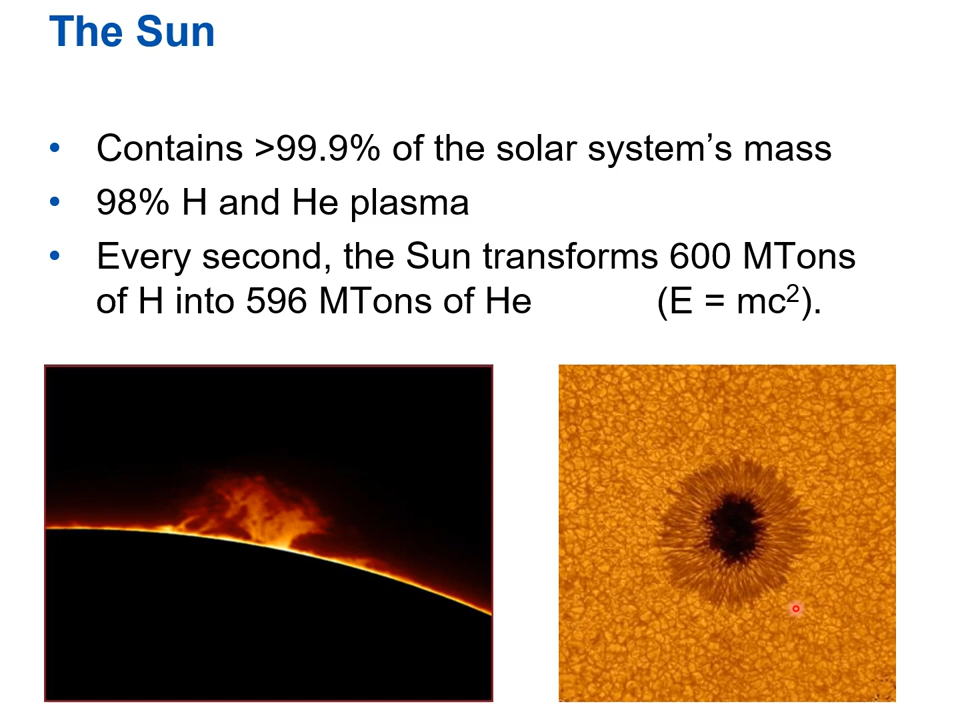 The Sun
• Contains >99.9% of the solar system’s mass
• 98% H and He plasma
• Every second, the Sun transforms 600 MTons
of H into 596 MTons of He (E = mc²).